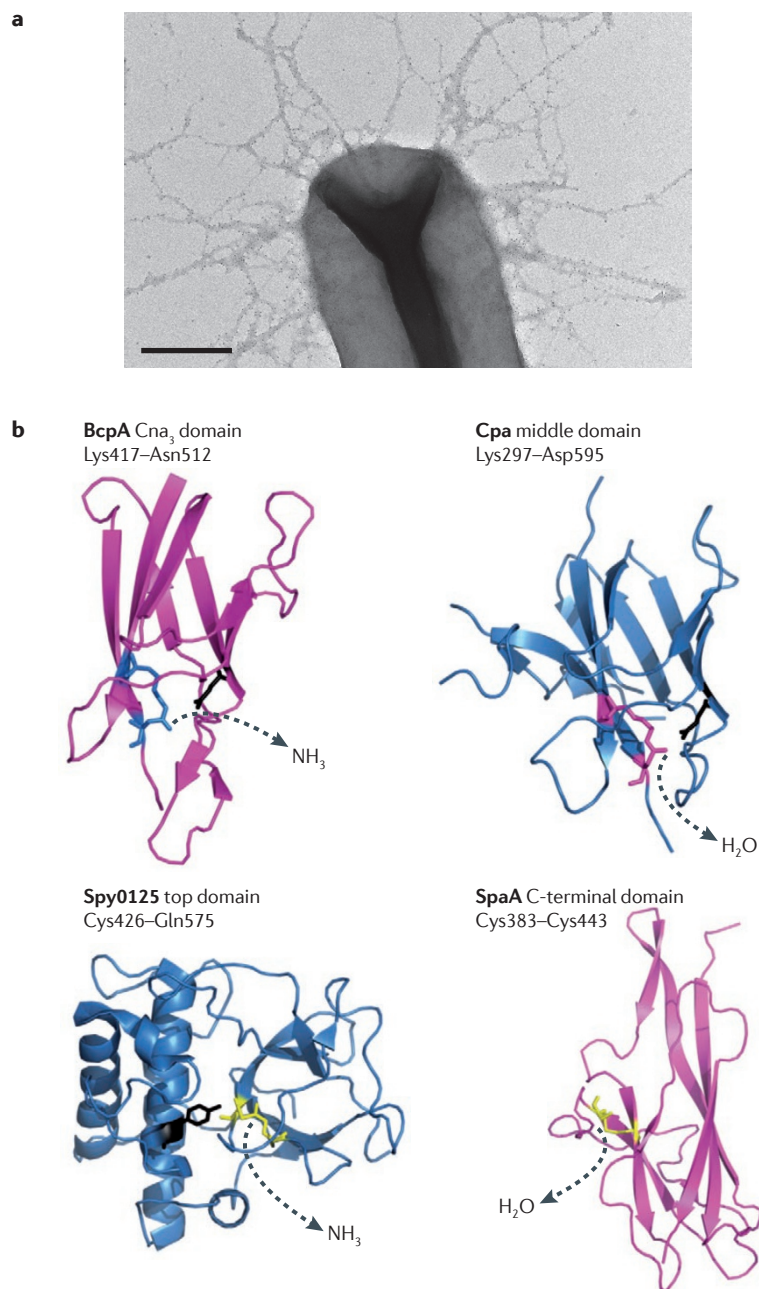 a
b
BcpA Cna₃ domain
Lys417–Asn512
NH₃
Cpa middle domain
Lys297–Asp595
H₂O
Spy0125 top domain
Cys426–Gln575
NH₃
SpaA C-terminal domain
Cys383–Cys443
H₂O